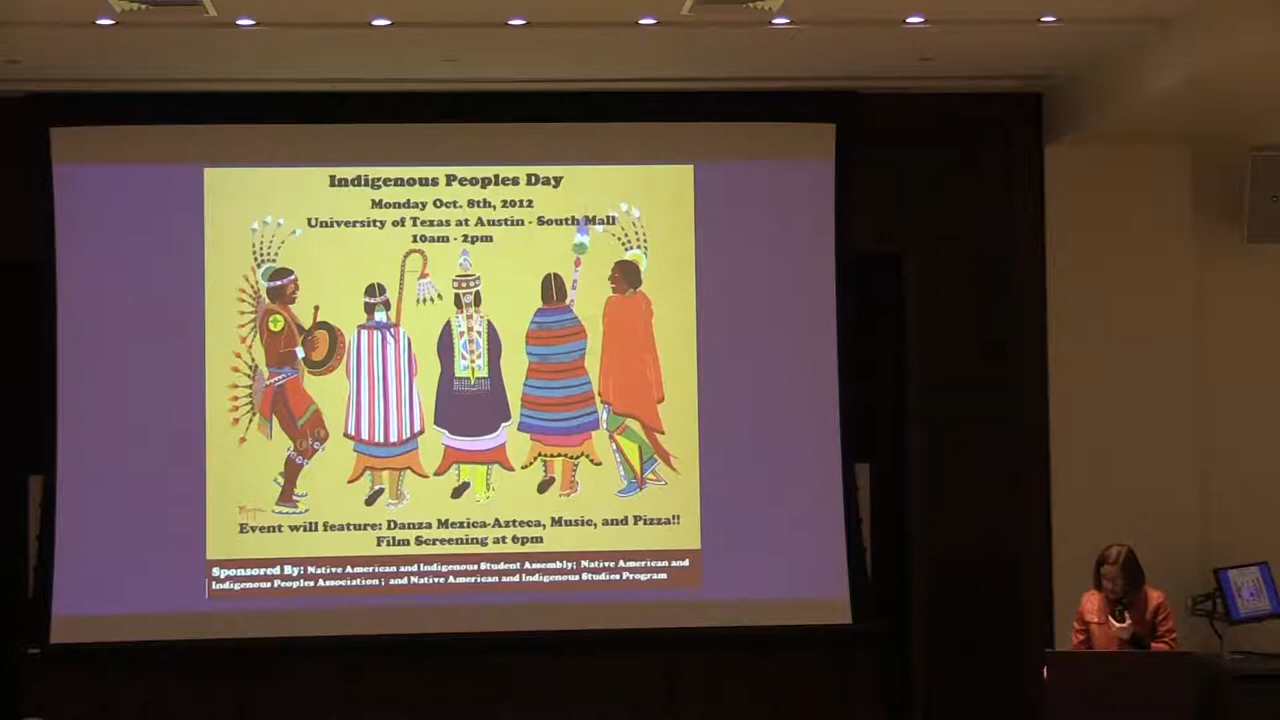 Indigenous Peoples Day
Monday Oct. 8th, 2012
University of Texas at Austin - South Mall
10am - 2pm
Event will feature: Danza Mexica-Azteca, Music, and Pizza!!
Film Screening at 6pm
Sponsored By: Native American and Indigenous Student Assembly; Native American and
Indigenous Peoples Association; and Native American and Indigenous Studies Program